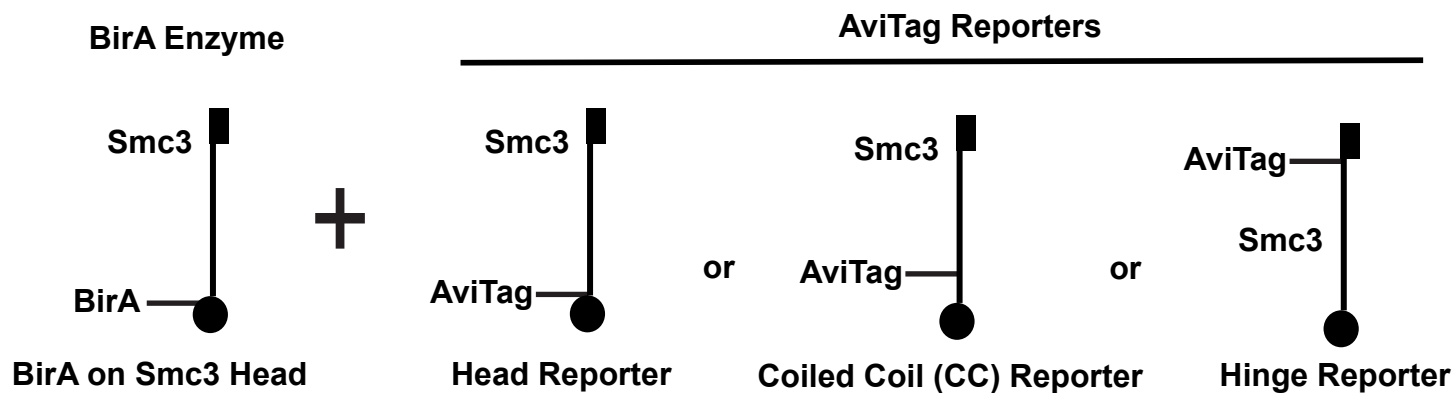 BirA Enzyme
AviTag Reporters
Smc3
BirA
BirA on Smc3 Head
+
Smc3
AviTag
Head Reporter
or
Smc3
AviTag
Coiled Coil (CC) Reporter
or
AviTag
Smc3
Hinge Reporter